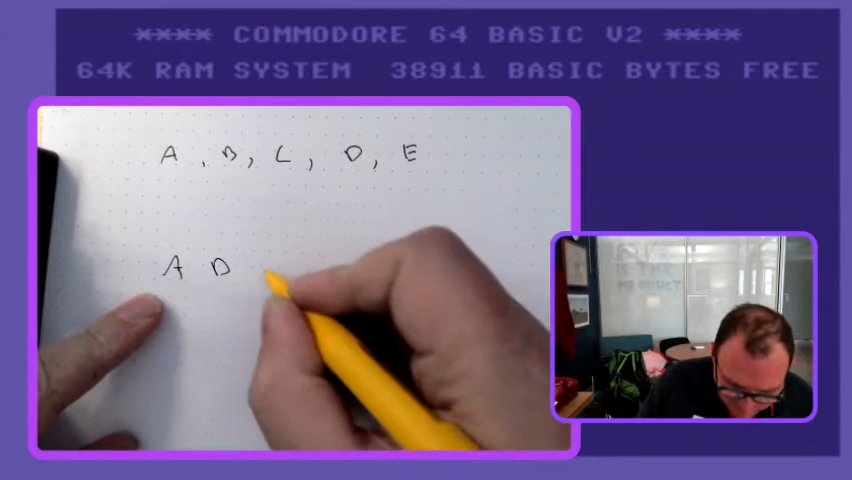 **** COMMODORE 64 BASIC V2 ****
64K RAM SYSTEM 38911 BASIC BYTES FREE
A, B, C, D, E
A D